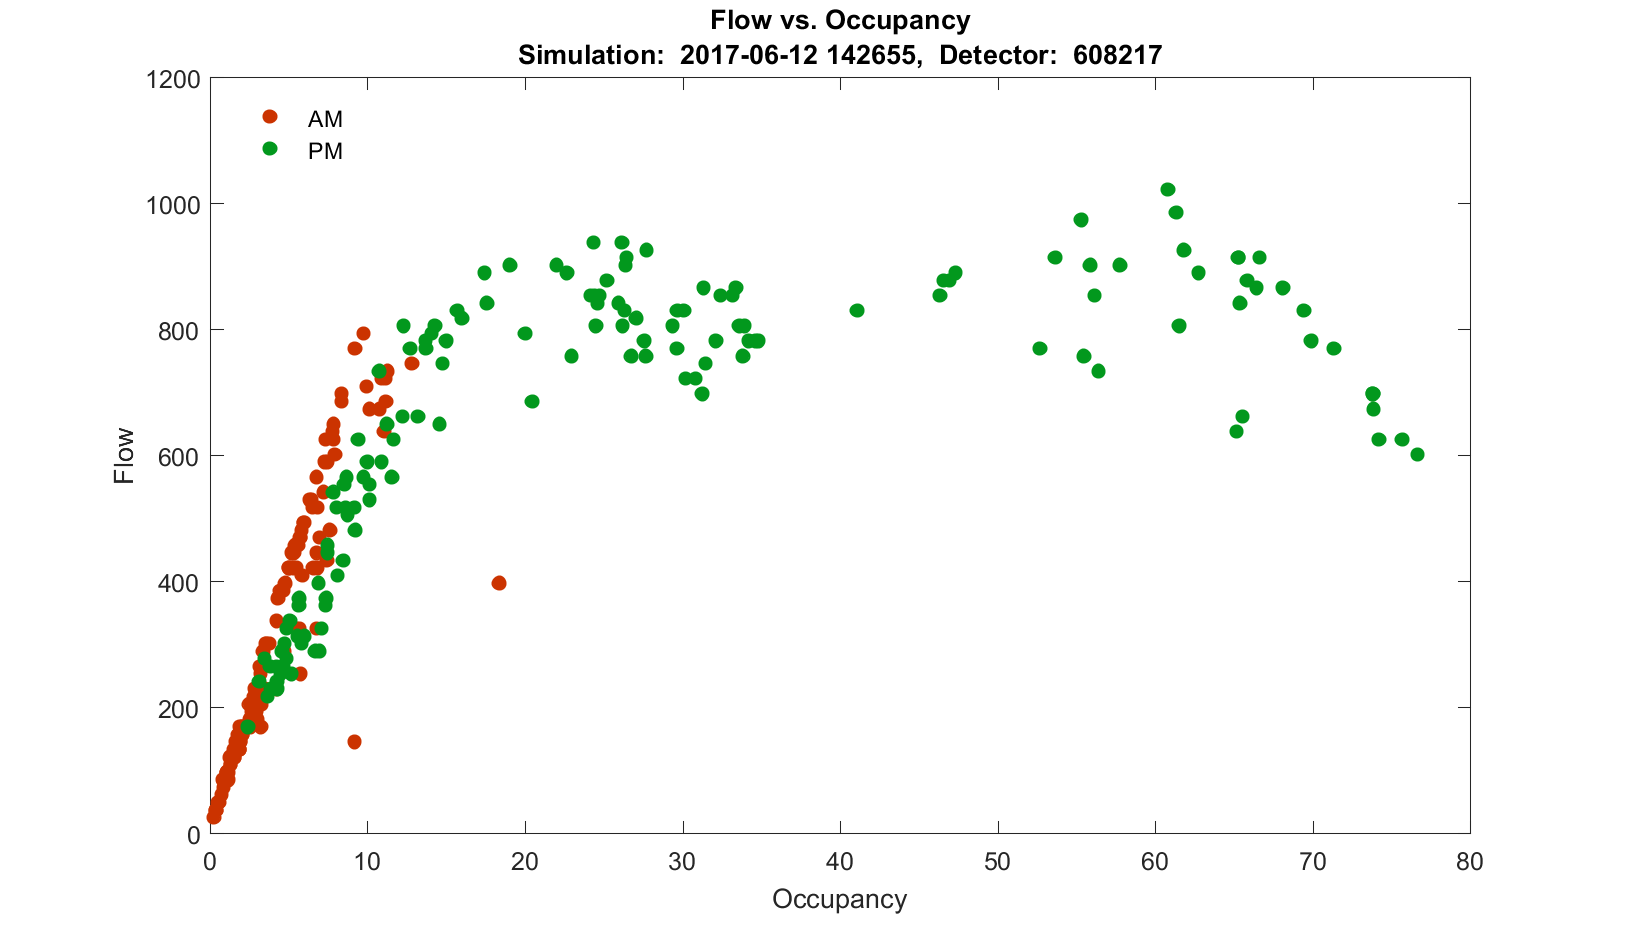 Flow vs. Occupancy
Simulation:  2017-06-12 142655,  Detector:  608217
1200
AM
PM
1000
800
600
400
200
0
Flow
0 10 20 30 40 50 60 70 80
Occupancy